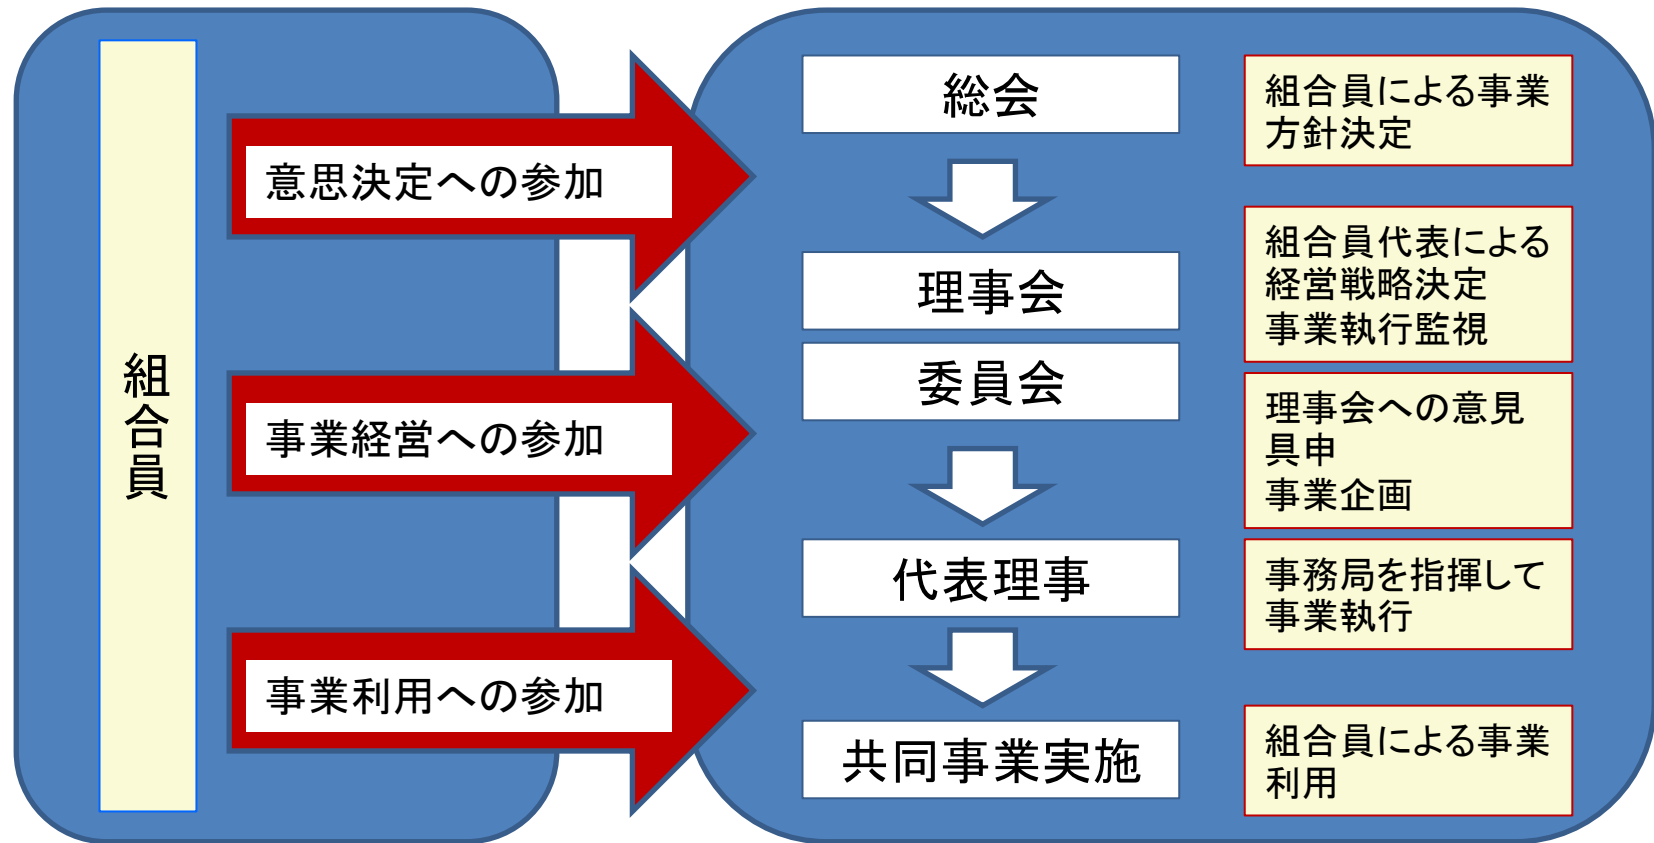 組合員
意思決定への参加
事業経営への参加
事業利用への参加
総会
組合員による事業
方針決定
理事会
組合員代表による
経営戦略決定
事業執行監視
委員会
理事会への意見
具申
事業企画
代表理事
事務局を指揮して
事業執行
共同事業実施
組合員による事業
利用